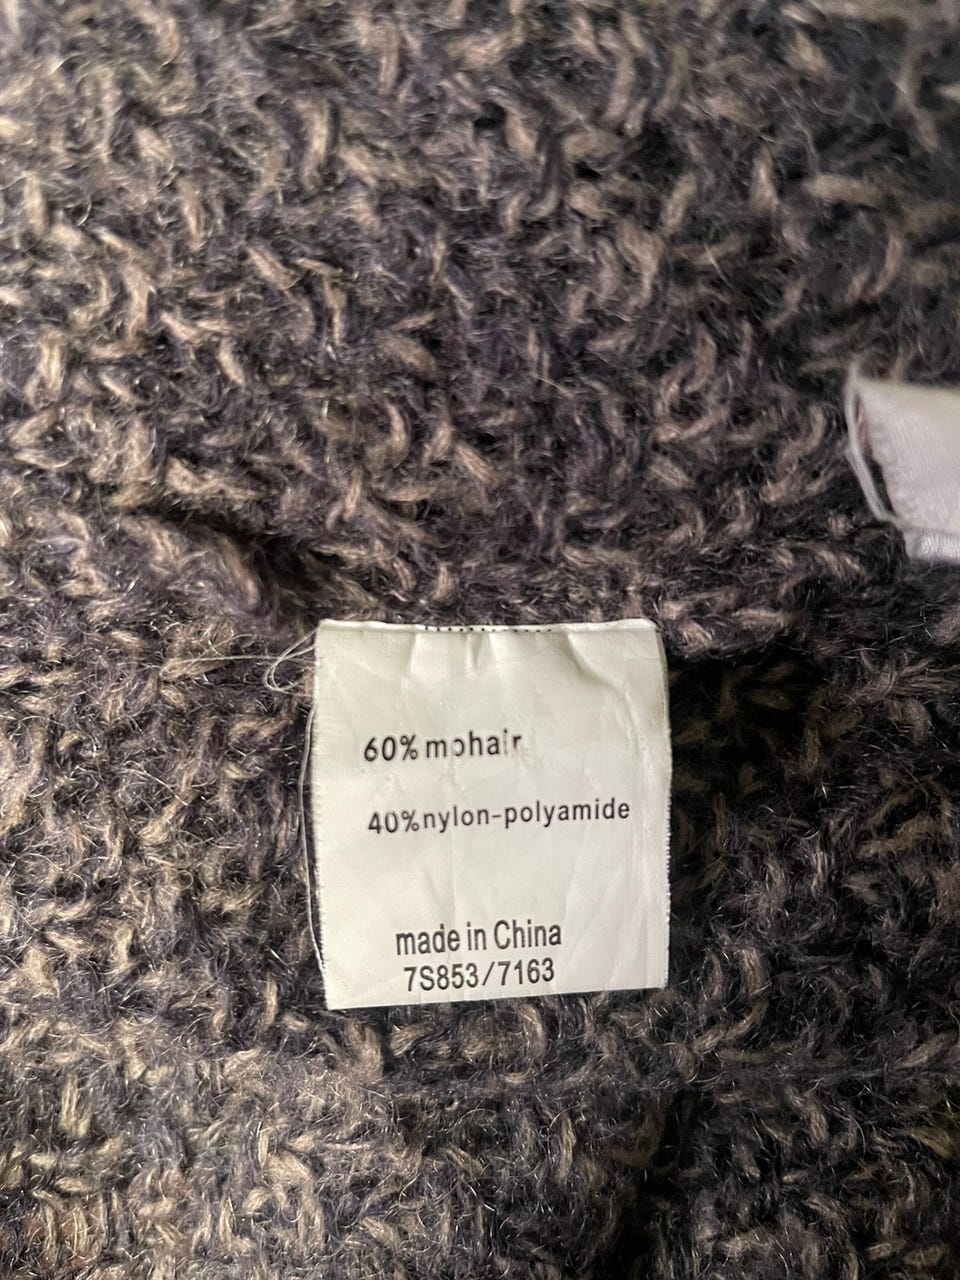 60%mohair
40%nylon-polyamide
made in China
7S853/7163